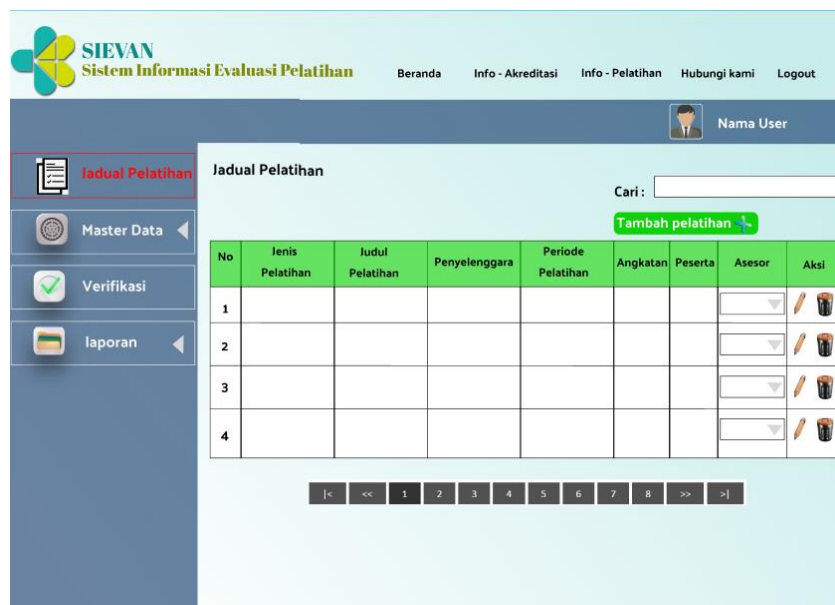 SIEVAN
Sistem Informasi Evaluasi Pelatihan
Beranda Info - Akreditasi Info - Pelatihan Hubungi kami Logout
Nama User
Jadual Pelatihan
Master Data
Verifikasi
laporan
Jadual Pelatihan
Cari :
Tambah pelatihan
No Jenis Pelatihan Judul Pelatihan Penyelenggara Periode Pelatihan Angkatan Peserta Asesor Aksi
1
2
3
4
|< << 1 2 3 4 5 6 7 8 >> >|